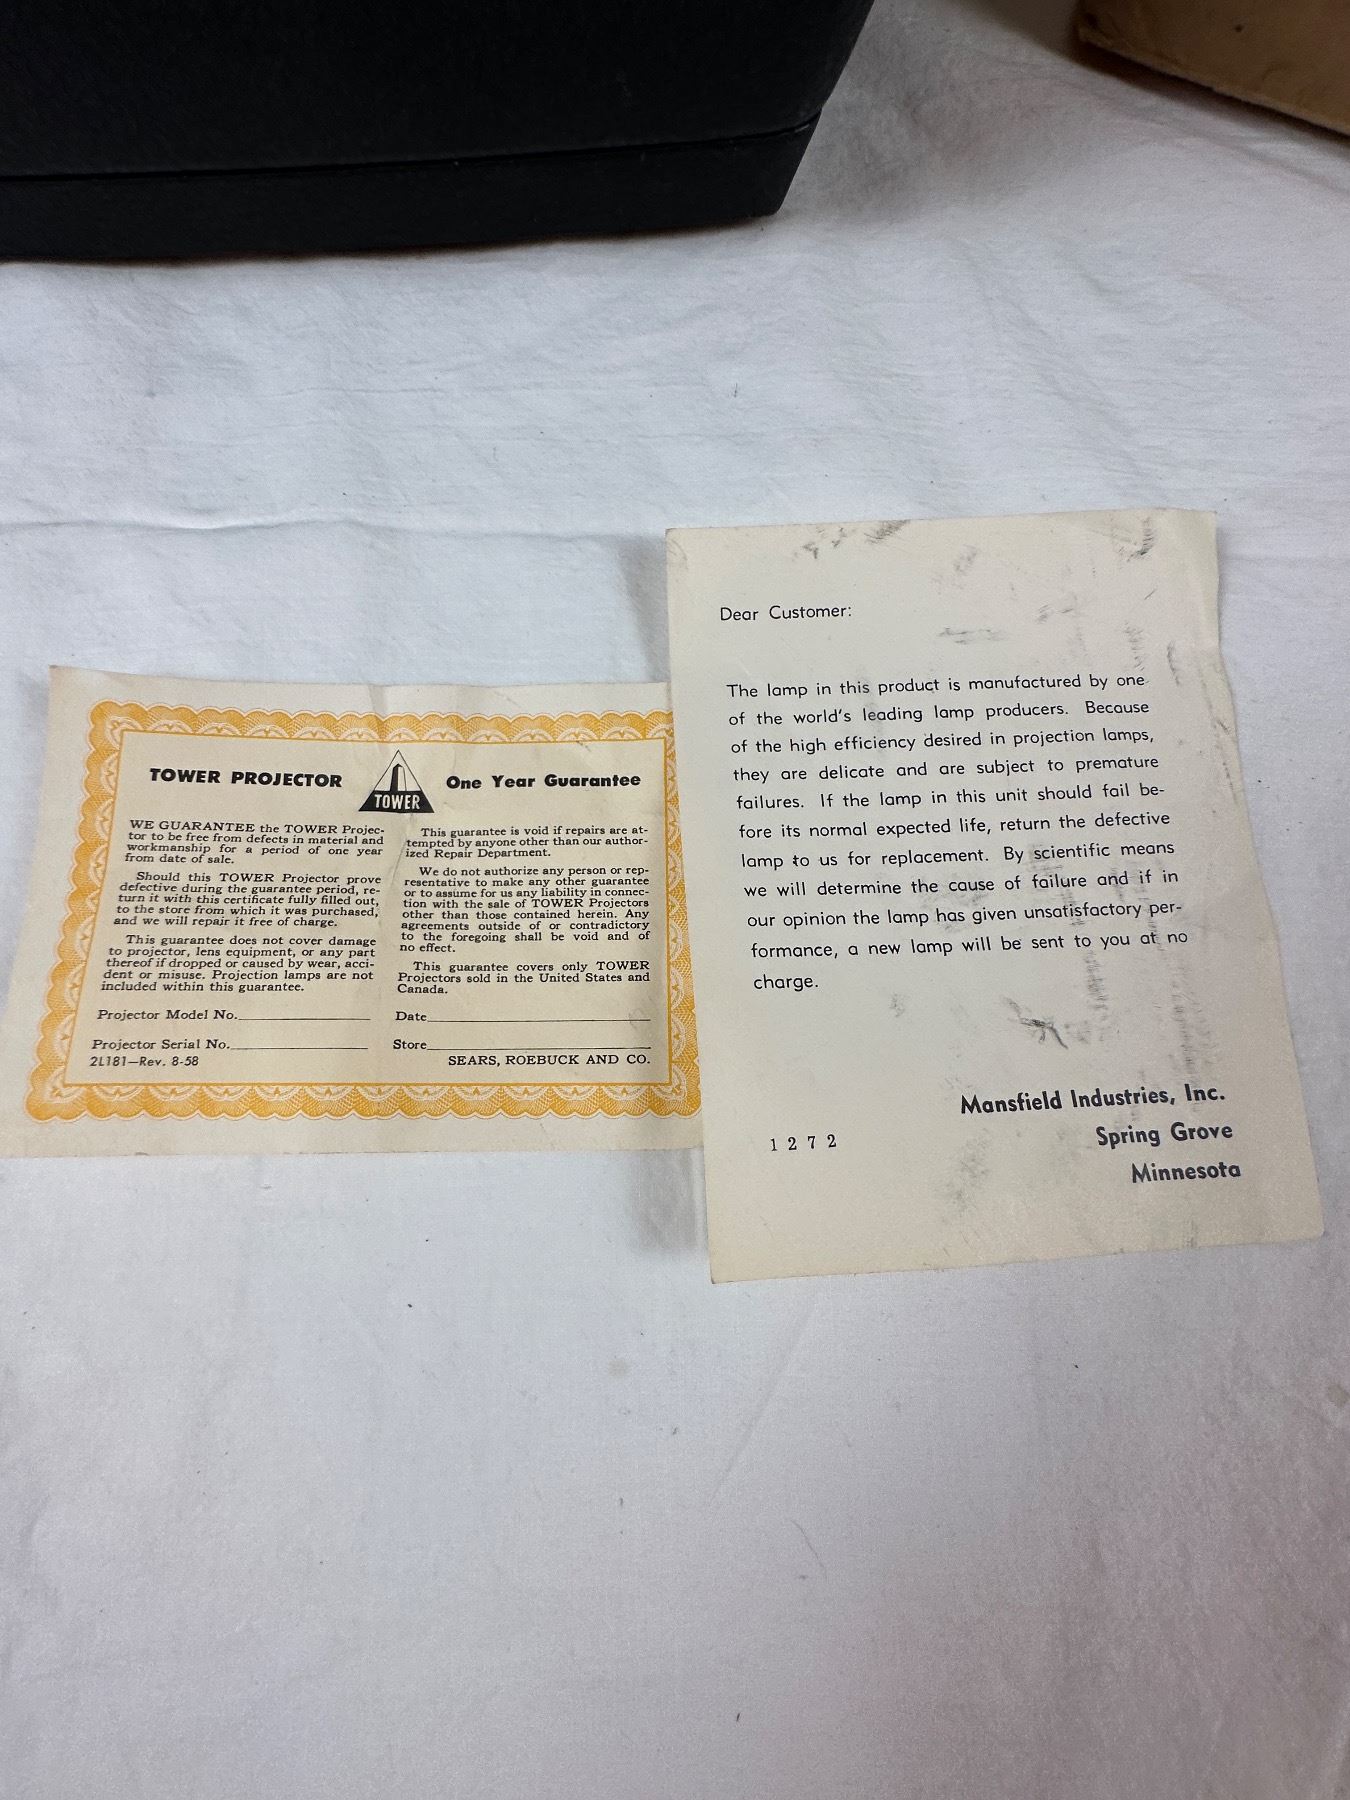 TOWER PROJECTOR
TOWER
One Year Guarantee
WE GUARANTEE the TOWER Projec-
tor to be free from defects in material and
workmanship for a period of one year
from date of sale.
Should this TOWER Projector prove
defective during the guarantee period, re-
turn it with this certificate fully filled out,
to the store from which it was purchased,
and we will repair it free of charge.
This guarantee does not cover damage
to projector, lens equipment, or any part
thereof if dropped or caused by wear, acci-
dent or misuse. Projection lamps are not
included within this guarantee.
Projector Model No.
Projector Serial No.
2L181—Rev. 8-58
This guarantee is void if repairs are at-
tempted by anyone other than our author-
ized Repair Department.
We do not authorize any person or rep-
resentative to make any other guarantee
or to assume for us any liability in connec-
tion with the sale of TOWER Projectors
other than those contained herein. Any
agreements outside of or contradictory
to the foregoing shall be void and of
no effect.
This guarantee covers only TOWER
Projectors sold in the United States and
Canada.
Date
Store
SEARS, ROEBUCK AND CO.
Dear Customer:
The lamp in this product is manufactured by one
of the world's leading lamp producers. Because
of the high efficiency desired in projection lamps,
they are delicate and are subject to premature
failures. If the lamp in this unit should fail be-
fore its normal expected life, return the defective
lamp to us for replacement. By scientific means
we will determine the cause of failure and if in
our opinion the lamp has given unsatisfactory per-
formance, a new lamp will be sent to you at no
charge.
Mansfield Industries, Inc.
Spring Grove
Minnesota
1272